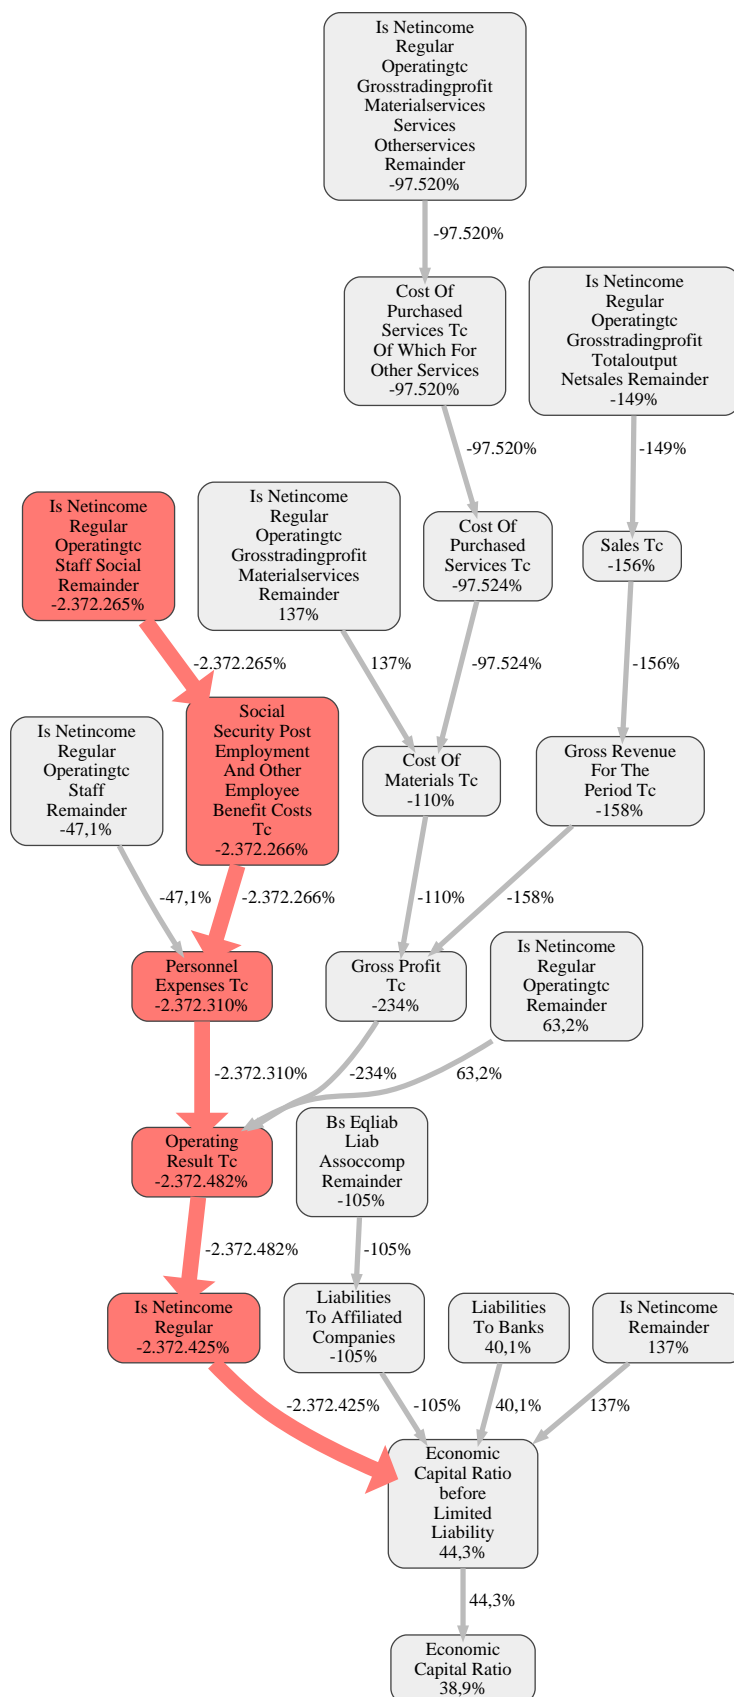 Is Netincome
Regular
Operatingtc
Grosstradingprofit
Materialservices
Services
Otherservices
Remainder
-97.520%
-97.520%
Cost Of
Purchased
Services Tc
Of Which For
Other Services
-97.520%
Is Netincome
Regular
Operatingtc
Grosstradingprofit
Totaloutput
Netsales Remainder
-149%
-97.520%
-149%
Is Netincome
Regular
Operatingtc
Staff Social
Remainder
-2.372.265%
Is Netincome
Regular
Operatingtc
Grosstradingprofit
Materialservices
Remainder
137%
Cost Of
Purchased
Services Tc
-97.524%
Sales Tc
-156%
-2.372.265%
137%
-97.524%
-156%
Is Netincome
Regular
Operatingtc
Staff
Remainder
-47,1%
Social
Security Post
Employment
And Other
Employee
Benefit Costs
Tc
-2.372.266%
Cost Of
Materials Tc
-110%
Gross Revenue
For The
Period Tc
-158%
-47,1%
-2.372.266%
-110%
-158%
Personnel
Expenses Tc
-2.372.310%
Gross Profit
Tc
-234%
Is Netincome
Regular
Operatingtc
Remainder
63,2%
-2.372.310%
-234%
63,2%
Operating
Result Tc
-2.372.482%
Bs Eqliab
Liab
Assoccomp
Remainder
-105%
-2.372.482%
-105%
Is Netincome
Regular
-2.372.425%
Liabilities
To Affiliated
Companies
-105%
Liabilities
To Banks
40,1%
Is Netincome
Remainder
137%
-2.372.425%
-105%
40,1%
137%
Economic
Capital Ratio
before
Limited
Liability
44,3%
44,3%
Economic
Capital Ratio
38,9%